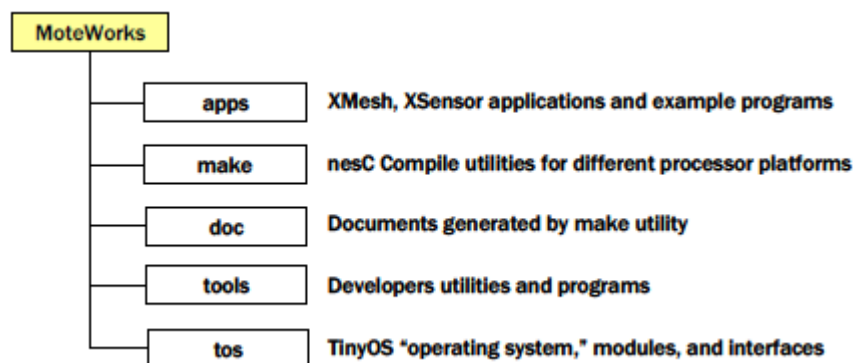 MoteWorks
apps XMesh, XSensor applications and example programs
make nesC Compile utilities for different processor platforms
doc Documents generated by make utility
tools Developers utilities and programs
tos TinyOS “operating system,” modules, and interfaces